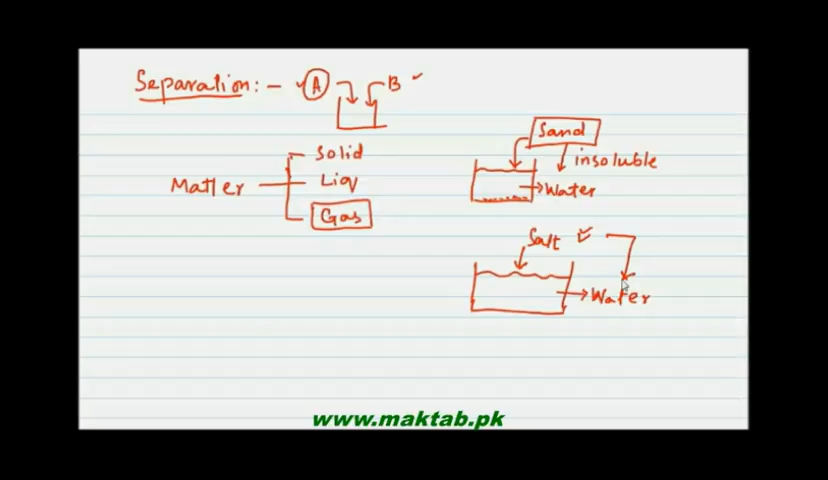 Separation:- A B
Solid
Matter
Liq
Gas
Sand
insoluble
Water
Salt
Water
www.maktab.pk